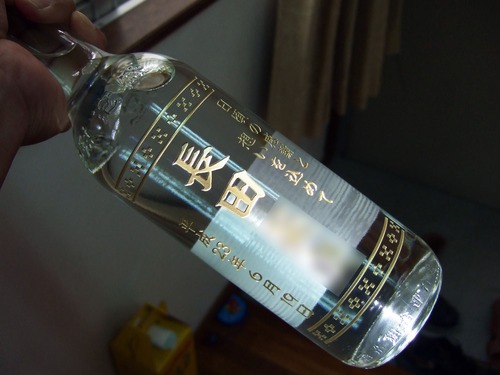 日頃の感謝と
想いを込めて
長田
平成23年6月19日